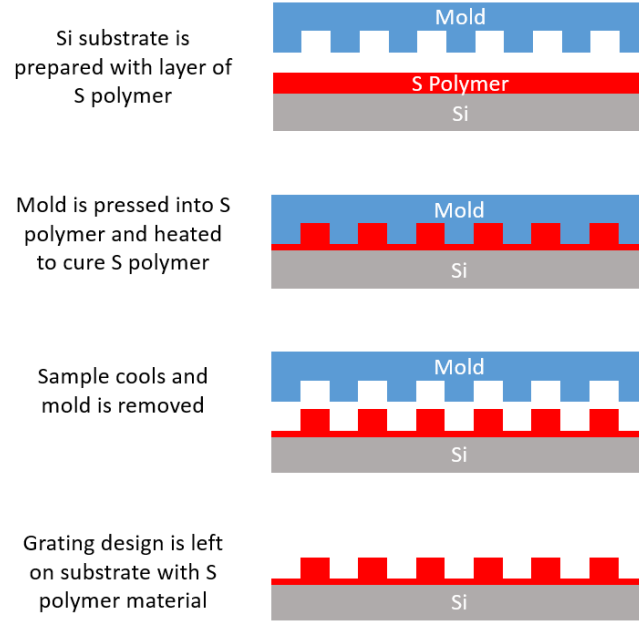 Si substrate is
prepared with layer of
S polymer
Mold
S Polymer
Si
Mold is pressed into S
polymer and heated
to cure S polymer
Mold
Si
Sample cools and
mold is removed
Mold
Si
Grating design is left
on substrate with S
polymer material
Si